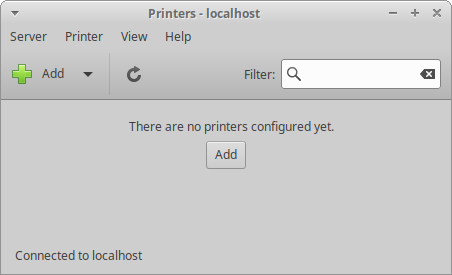 Printers - localhost
Server Printer View Help
Add Filter:
There are no printers configured yet.
Add
Connected to localhost